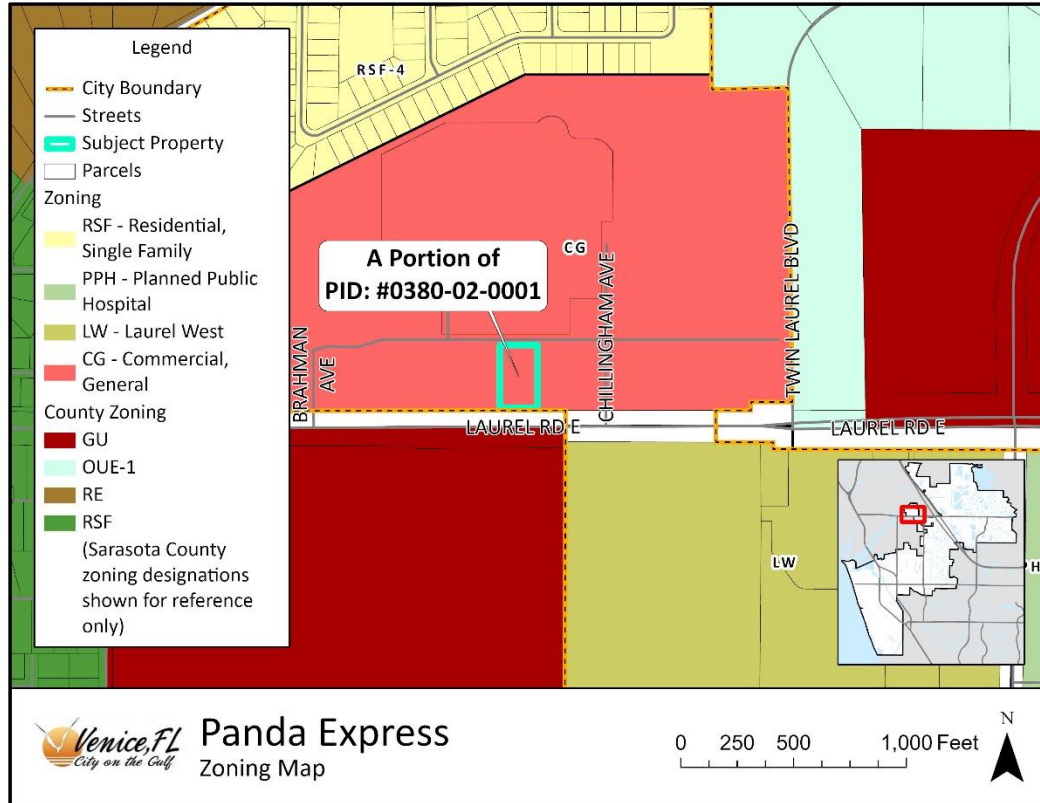 Legend
City Boundary
Streets
Subject Property
Parcels
Zoning
RSF - Residential,
Single Family
PPH - Planned Public
Hospital
LW - Laurel West
CG - Commercial,
General
County Zoning
GU
OUE-1
RE
RSF
(Sarasota County
zoning designations
shown for reference
only)
RSF-4
CG
A Portion of
PID: #0380-02-0001
BRAHMAN
AVE
CHILLINGHAM AVE
TWIN LAUREL BLVD
LAUREL RD E
LAUREL RD E
LW
H
Venice, FL
City on the Gulf
Panda Express
Zoning Map
0 250 500 1,000 Feet
N